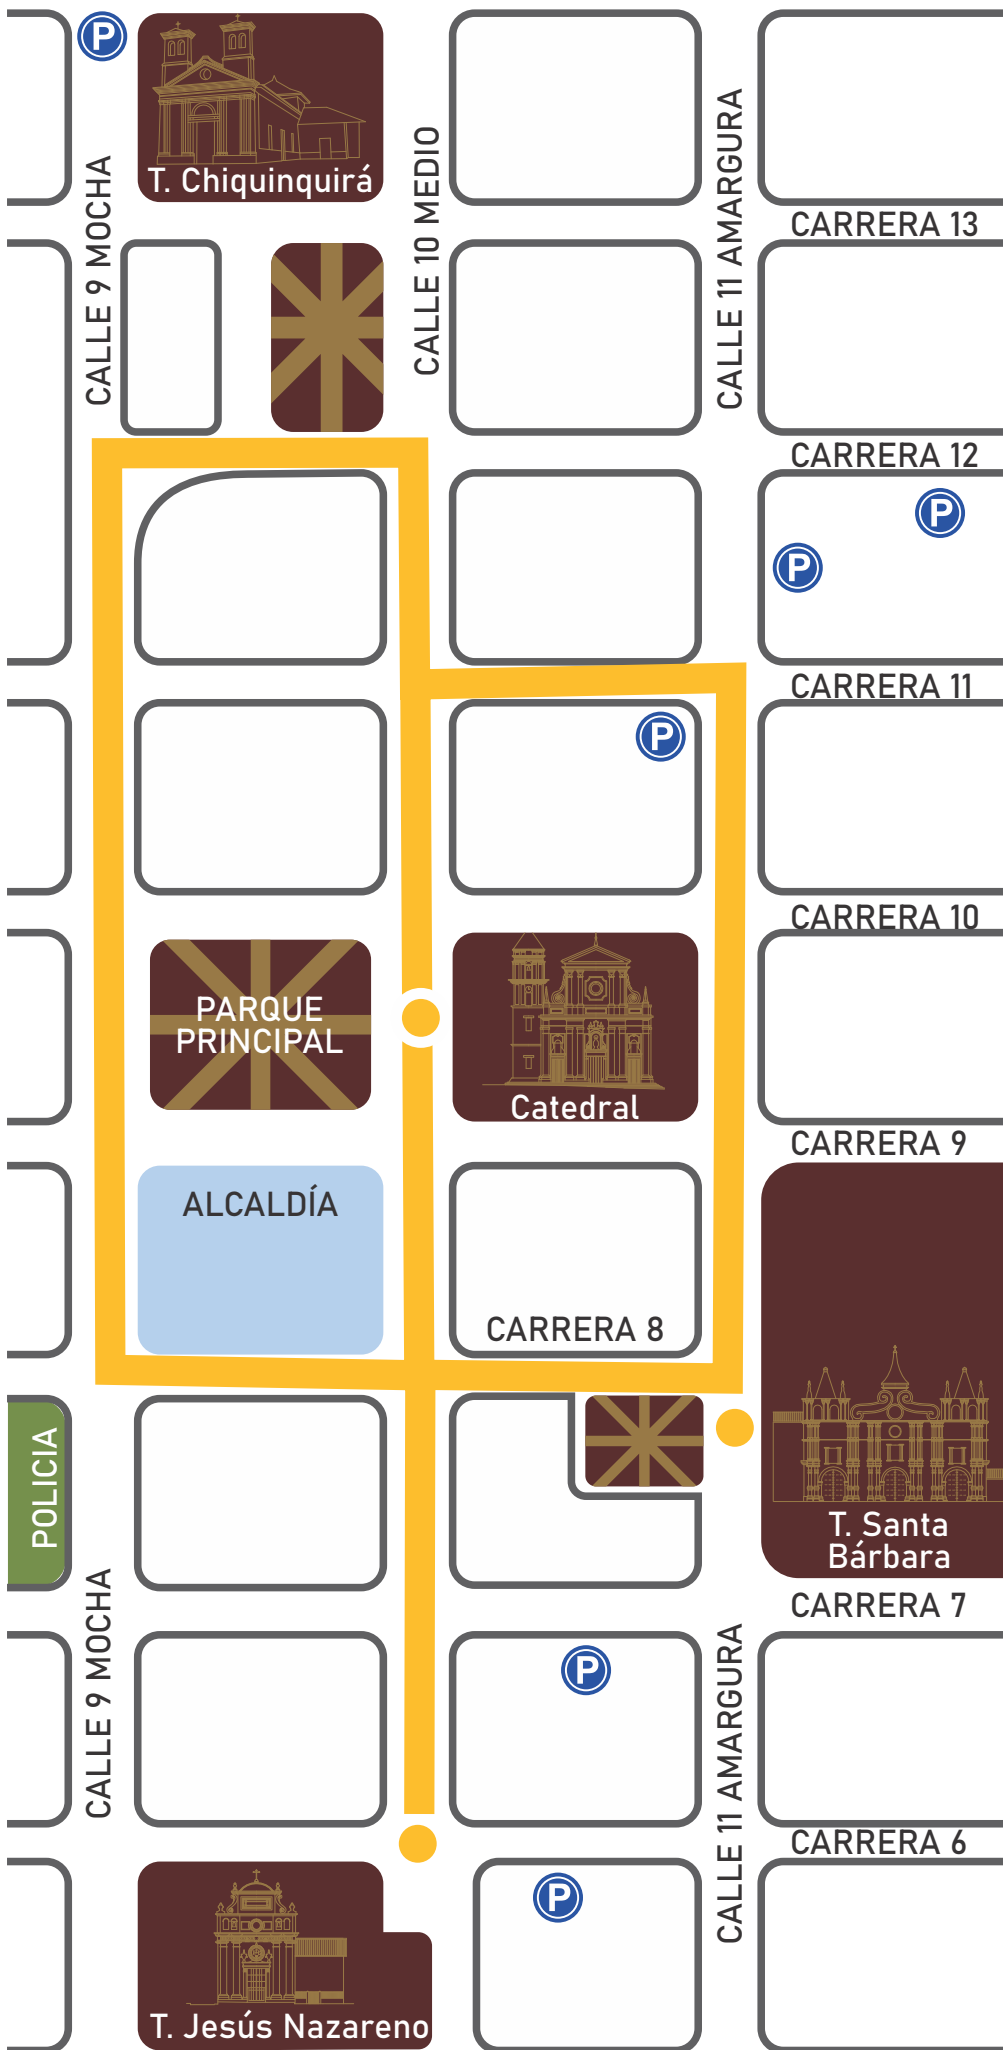 P
T. Chiquinquirá
CALLE 9 MOCHA
CALLE 10 MEDIO
CALLE 11 AMARGURA
CARRERA 13
CARRERA 12
P
P
CARRERA 11
P
CARRERA 10
PARQUE
PRINCIPAL
Catedral
CARRERA 9
ALCALDÍA
CARRERA 8
POLICIA
T. Santa
Bárbara
CARRERA 7
CALLE 9 MOCHA
P
CALLE 11 AMARGURA
CARRERA 6
P
T. Jesús Nazareno